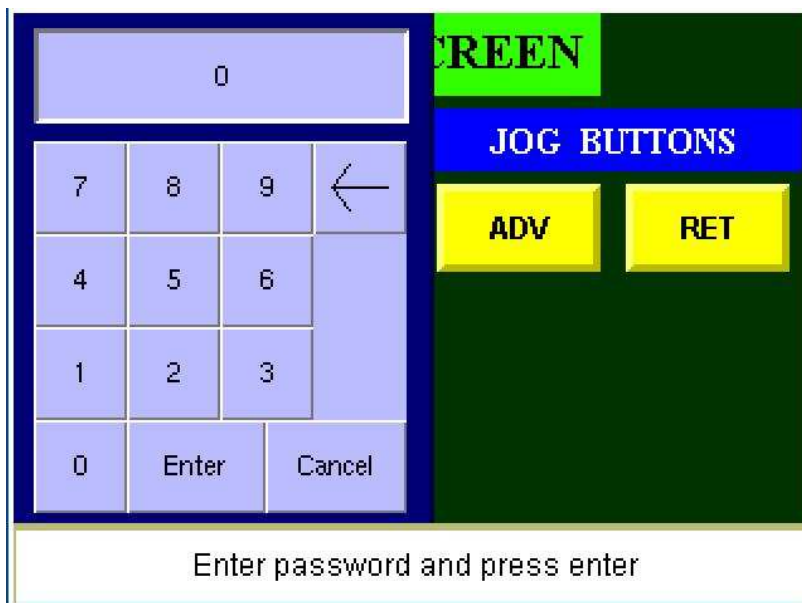 0
CREEN
JOG BUTTONS
7 8 9
ADV RET
4 5 6
1 2 3
0 Enter Cancel
Enter password and press enter